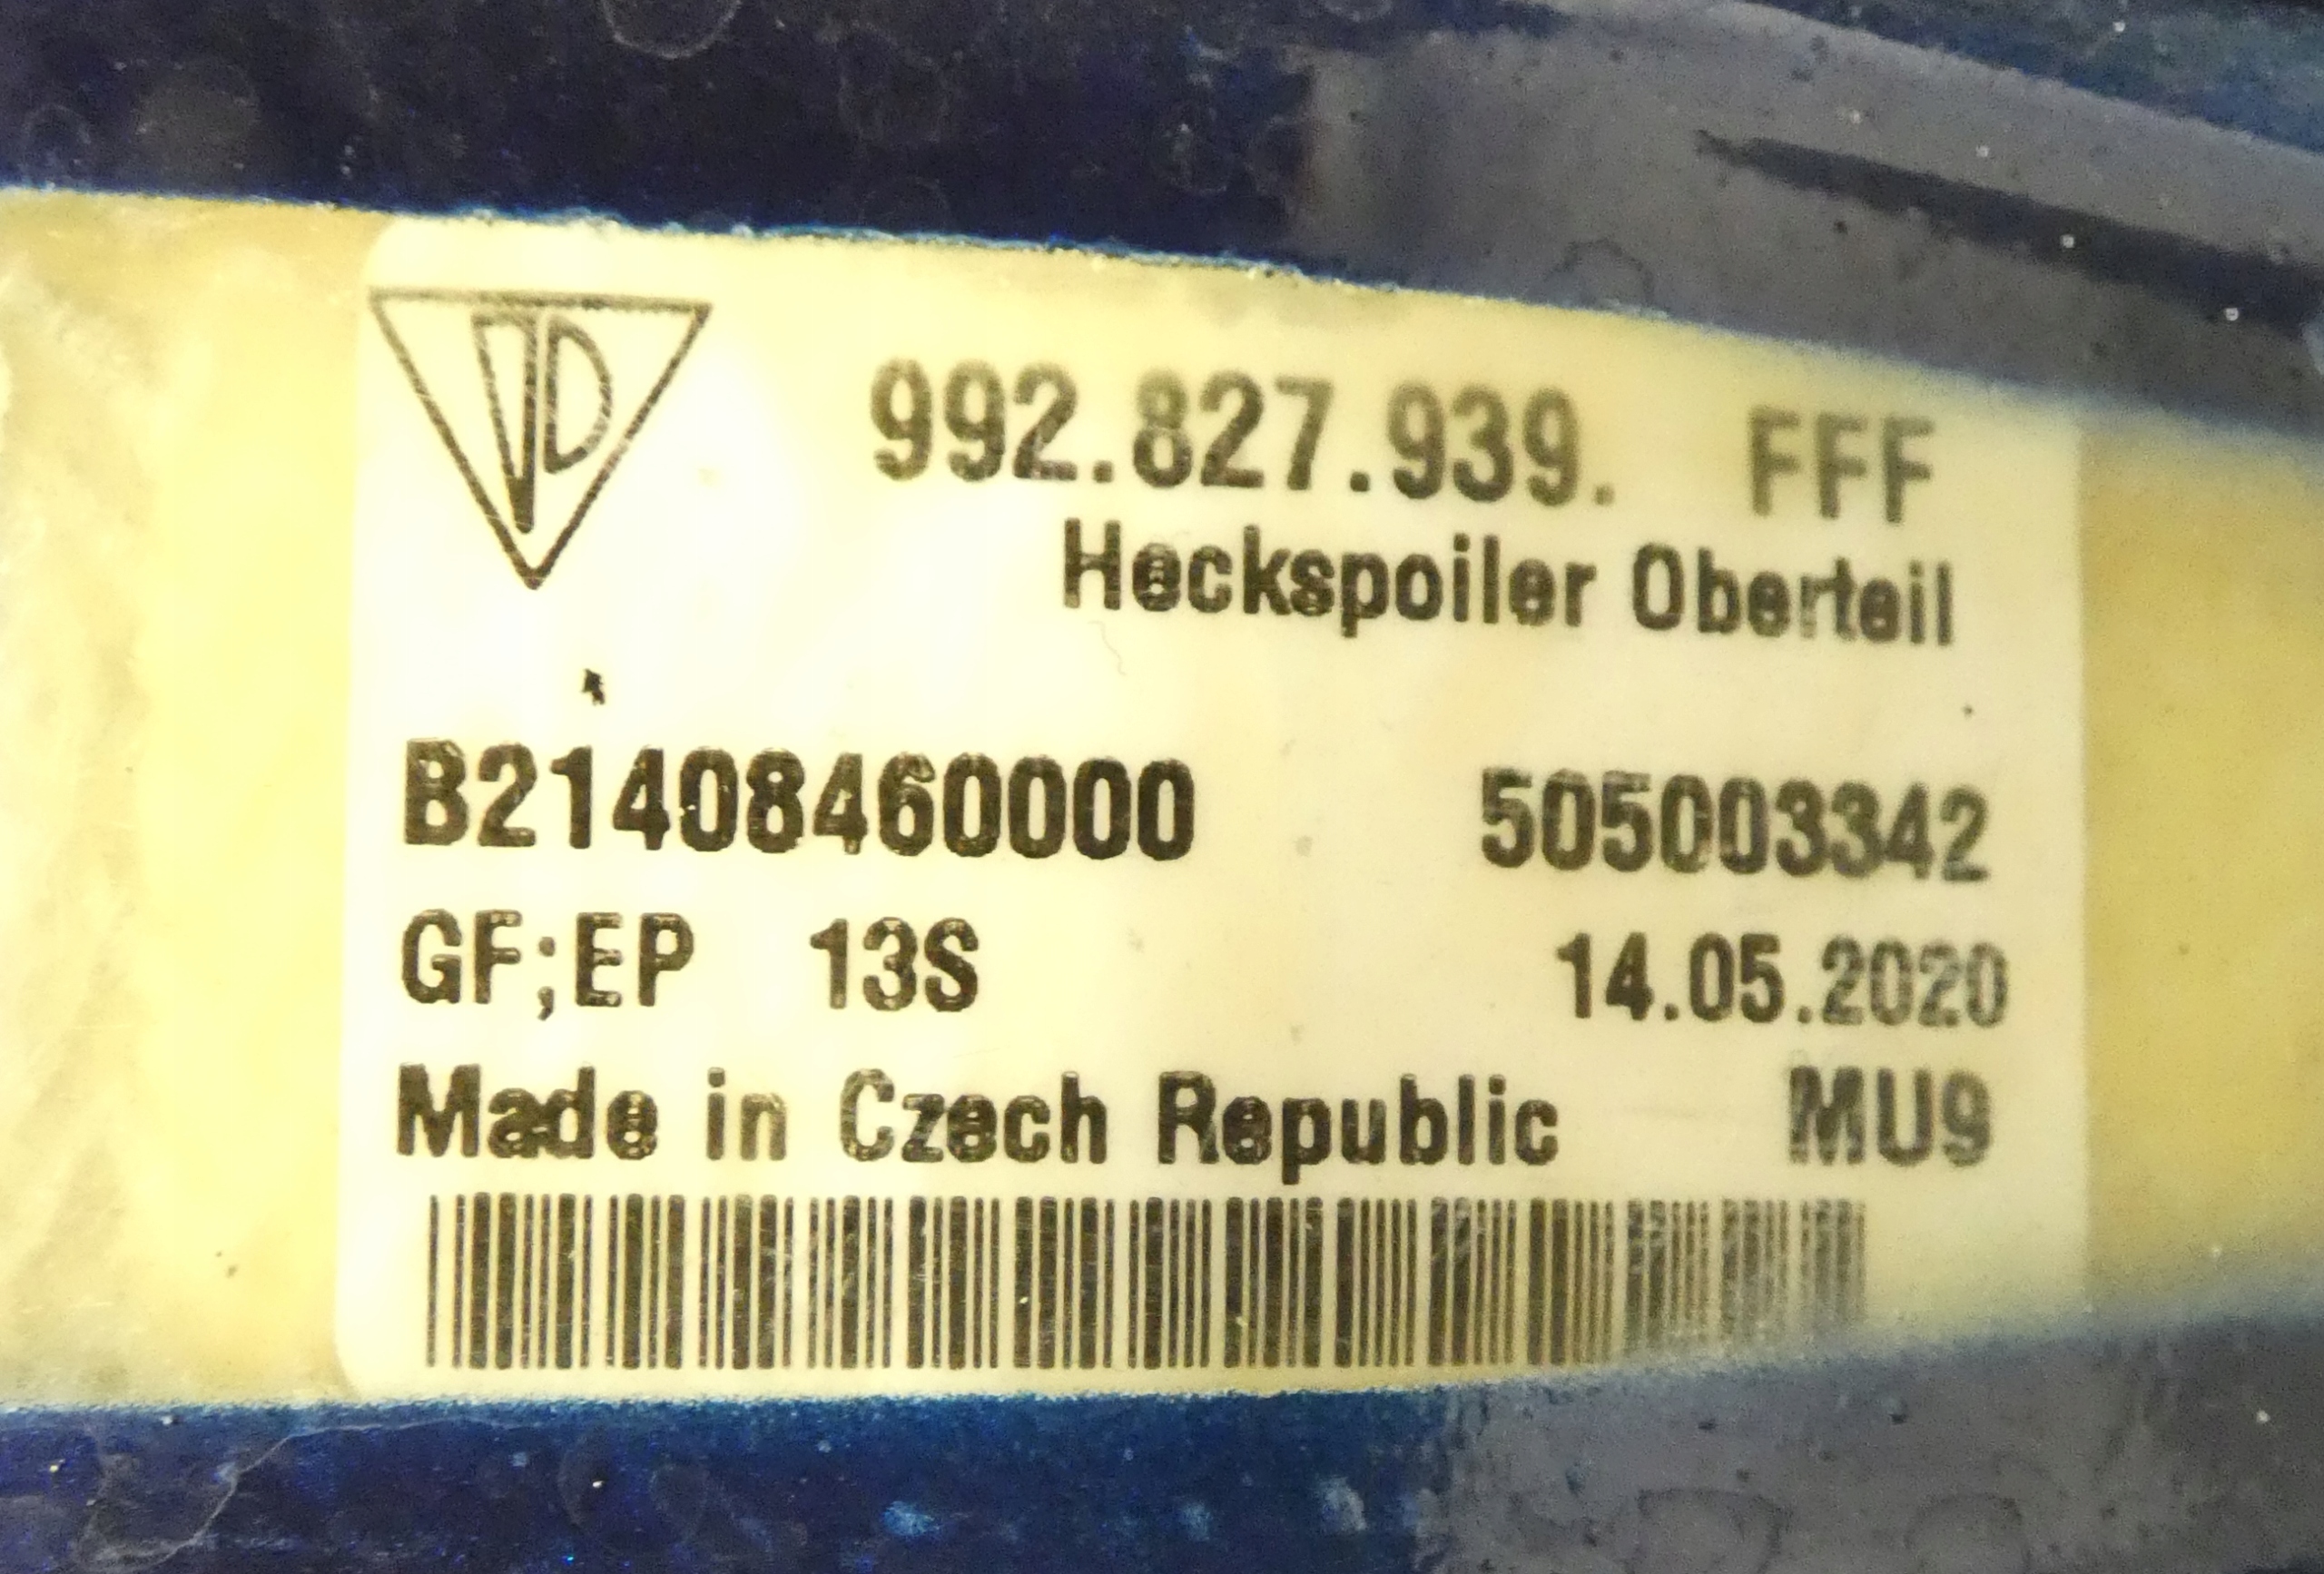 992.827.939. FFF
Heckspoiler Oberteil
B21408460000 505003342
GF;EP 13S 14.05.2020
Made in Czech Republic MU9